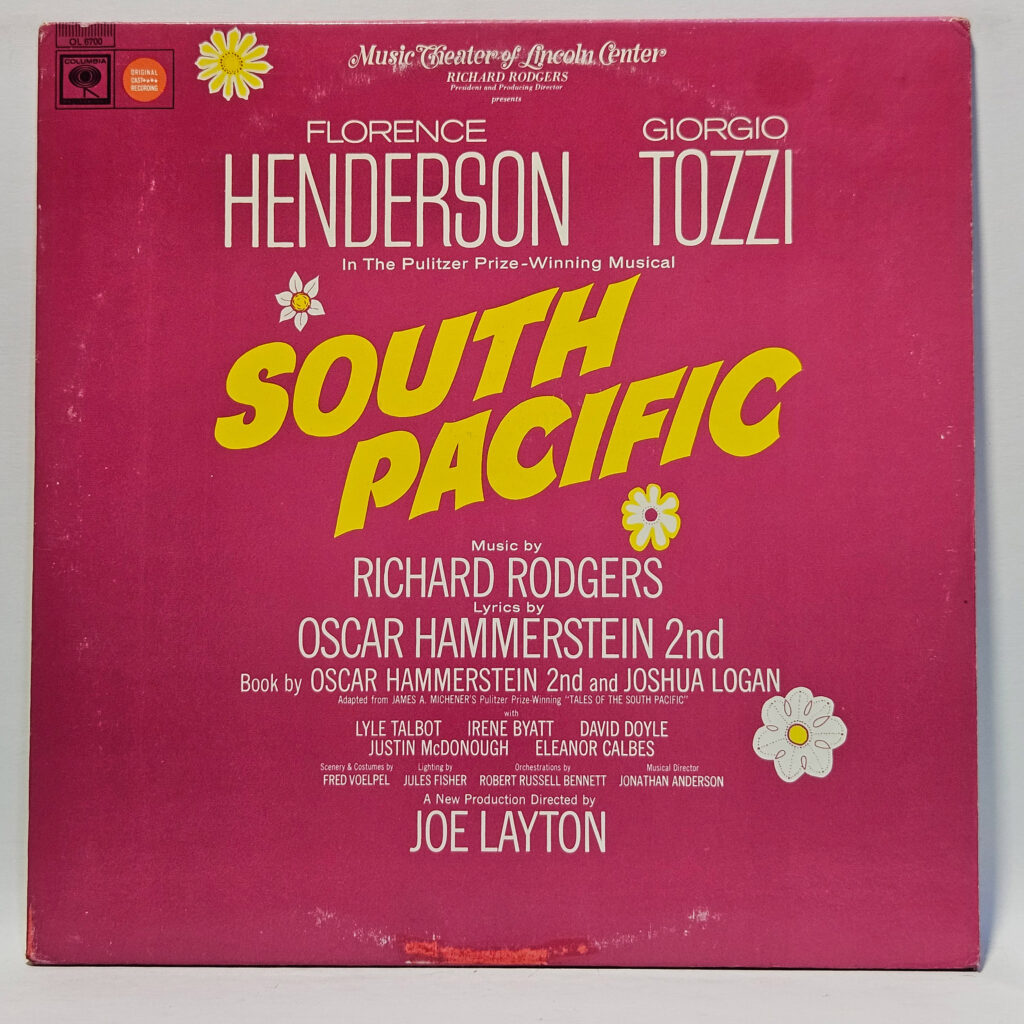 OL 6700
COLUMBIA
ORIGINAL
CAST
RECORDING
Music Theater of Lincoln Center
RICHARD RODGERS
President and Producing Director
presents
FLORENCE GIORGIO
HENDERSON TOZZI
In The Pulitzer Prize-Winning Musical
SOUTH
PACIFIC
Music by
RICHARD RODGERS
Lyrics by
OSCAR HAMMERSTEIN 2nd
Book by OSCAR HAMMERSTEIN 2nd and JOSHUA LOGAN
Adapted from JAMES A. MICHENER'S Pulitzer Prize-Winning "TALES OF THE SOUTH PACIFIC"
with
LYLE TALBOT IRENE BYATT DAVID DOYLE
JUSTIN McDONOUGH ELEANOR CALBES
Scenery & Costumes by Lighting by Orchestrations by Musical Director
FRED VOELPEL JULES FISHER ROBERT RUSSELL BENNETT JONATHAN ANDERSON
A New Production Directed by
JOE LAYTON